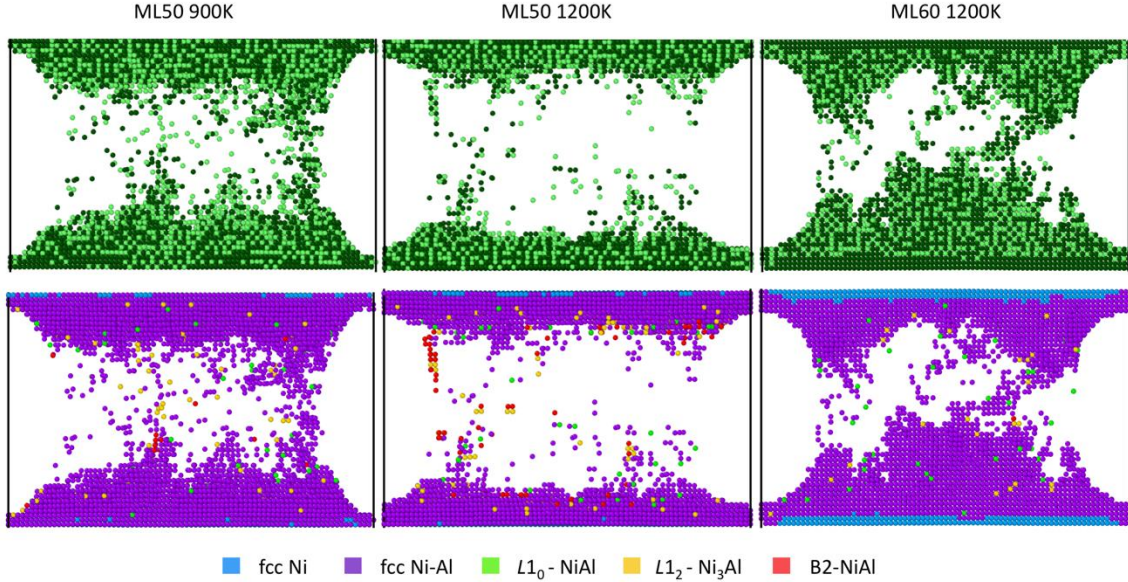 ML50 900K ML50 1200K ML60 1200K
fcc Ni fcc Ni-Al L1₀ - NiAl L1₂ - Ni₃Al B2-NiAl